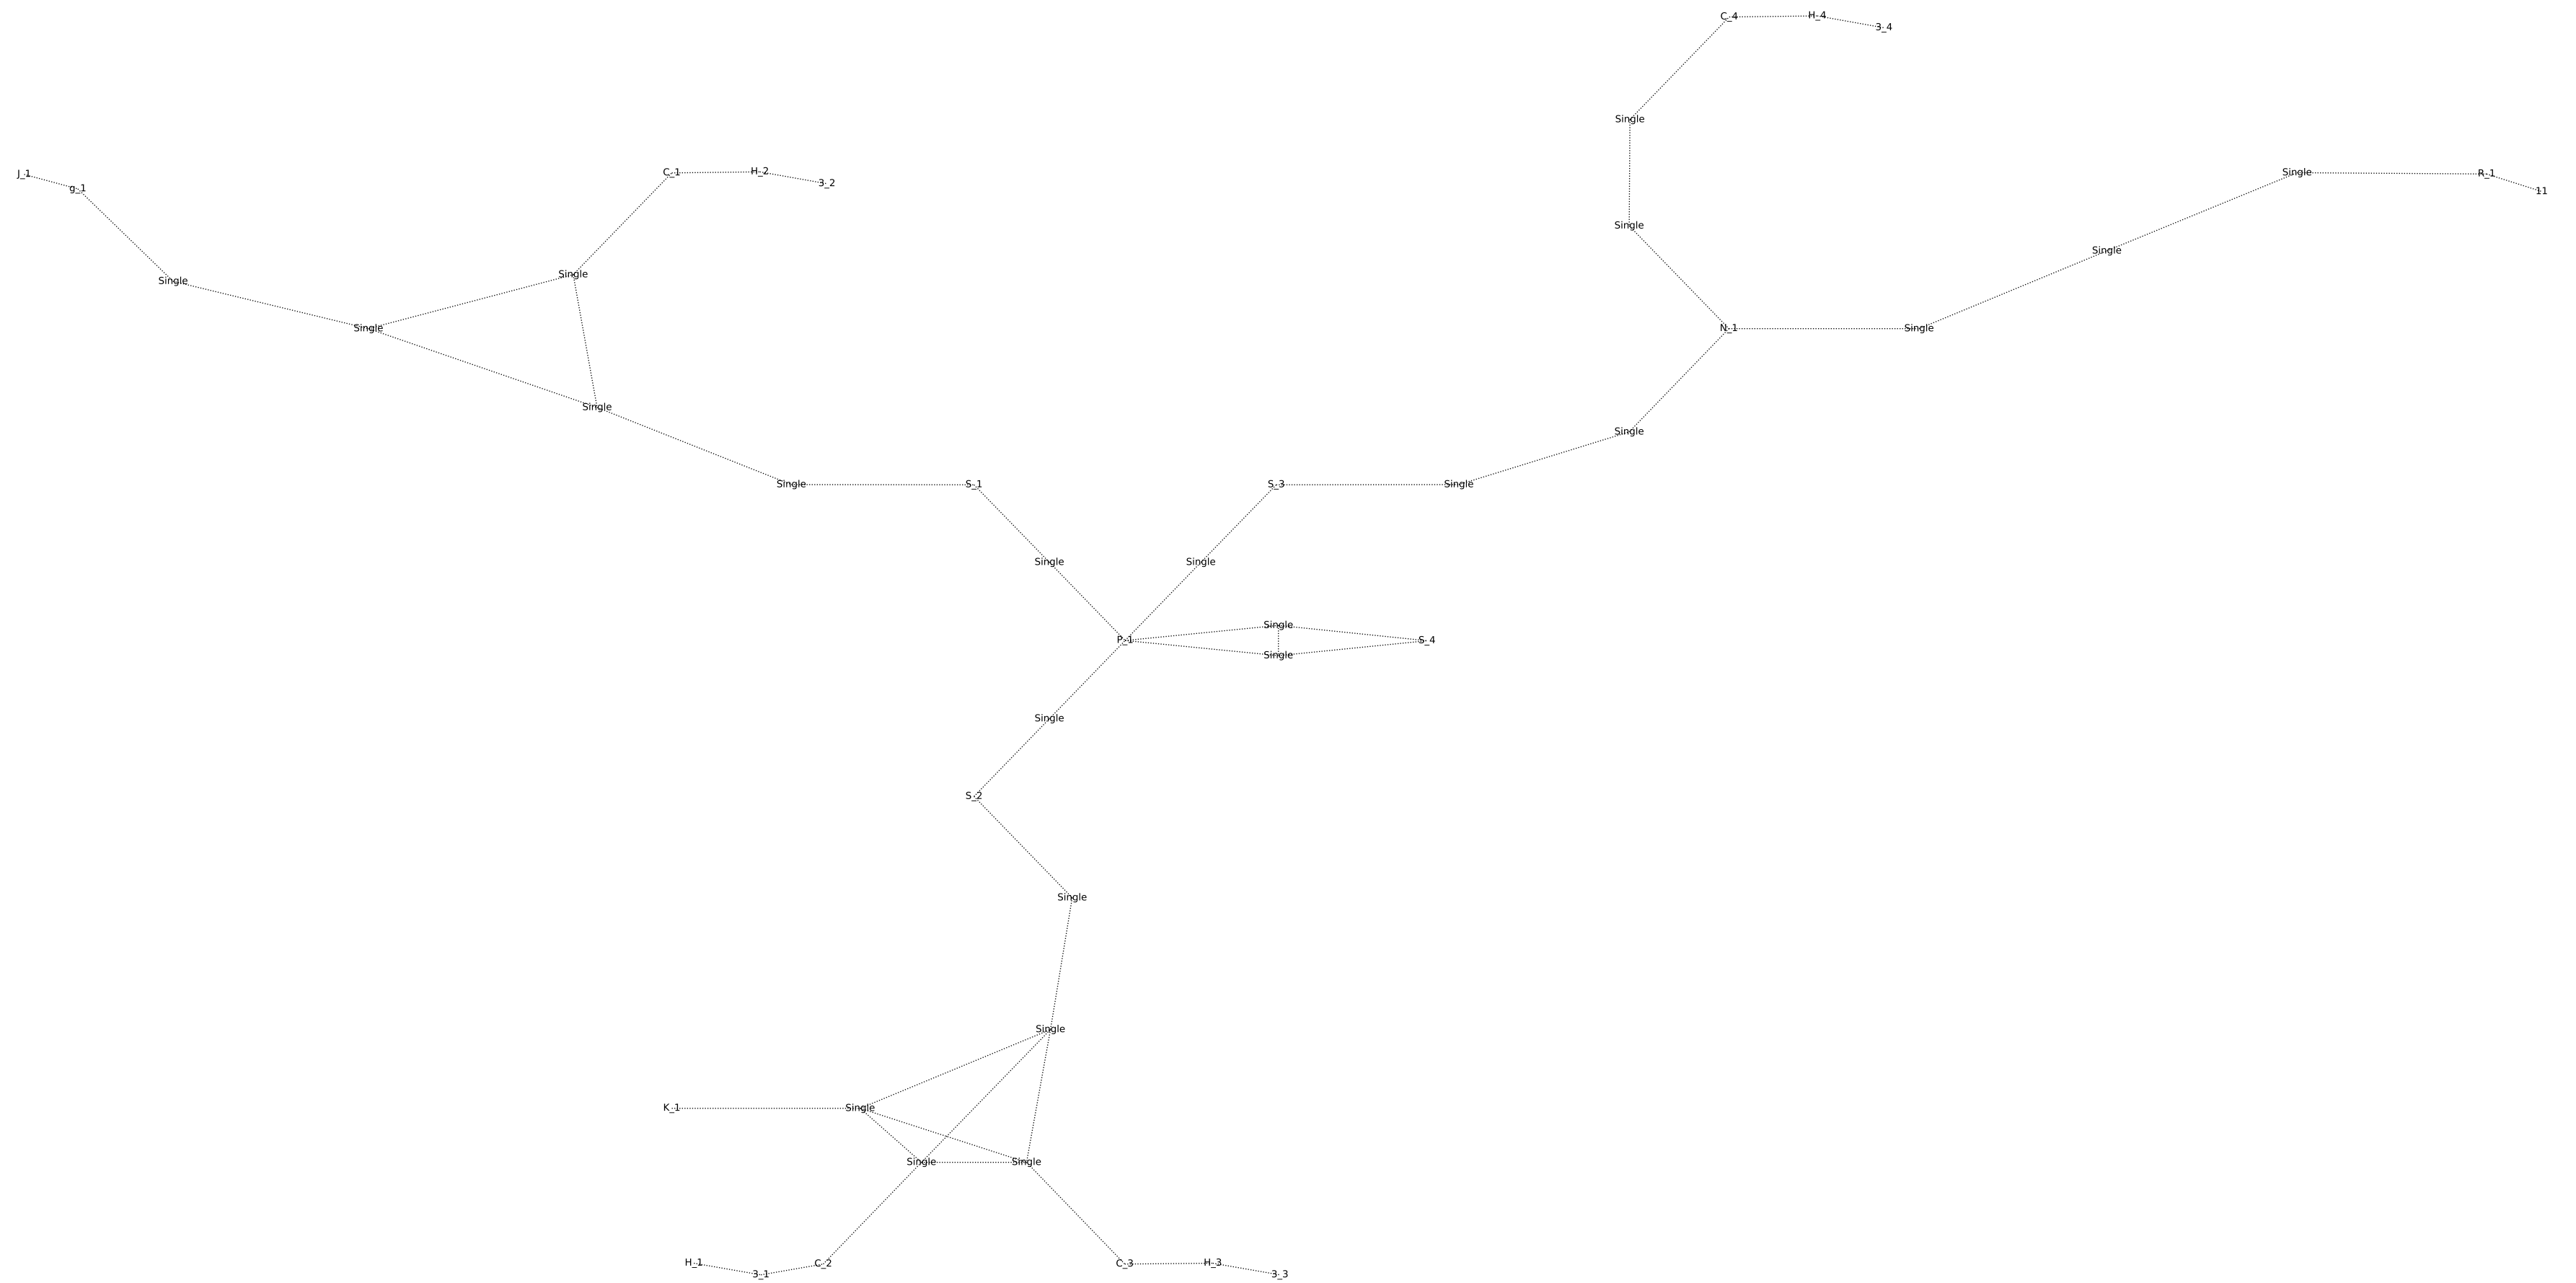 C_4 H_4 3_4
Single
J_1 g_1 C_1 H_2 3_2 Single R_1 11
Single
Single
Single Single
Single N_1 Single
Single
Single
Single S_1 S_3 Single
Single Single
Single
P_1 S_4
Single
Single
S_2
Single
Single
K_1 Single
Single Single
H_1 3_1 C_2 C_3 H_3 3_3